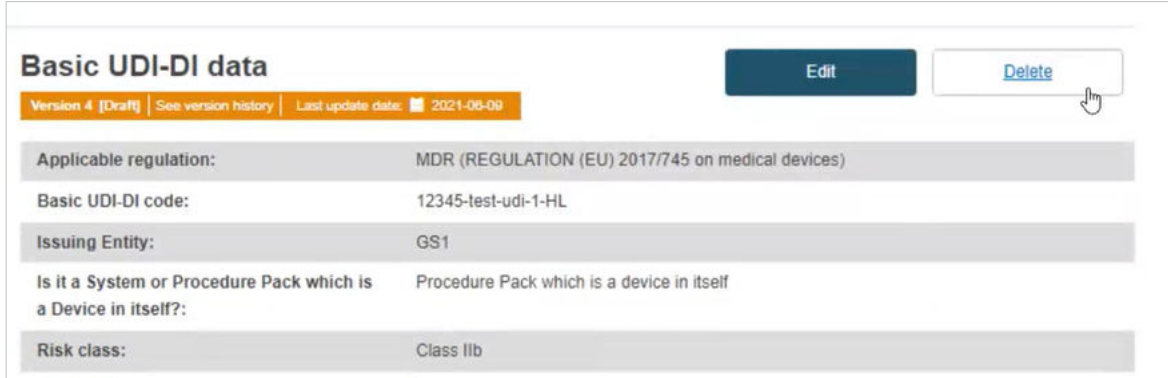 Basic UDI-DI data
Edit
Delete
Version 4 [Draft] See version history Last update date: 2021-06-09
Applicable regulation: MDR (REGULATION (EU) 2017/745 on medical devices)
Basic UDI-DI code: 12345-test-udi-1-HL
Issuing Entity: GS1
Is it a System or Procedure Pack which is Procedure Pack which is a device in itself
a Device in itself?:
Risk class: Class IIb